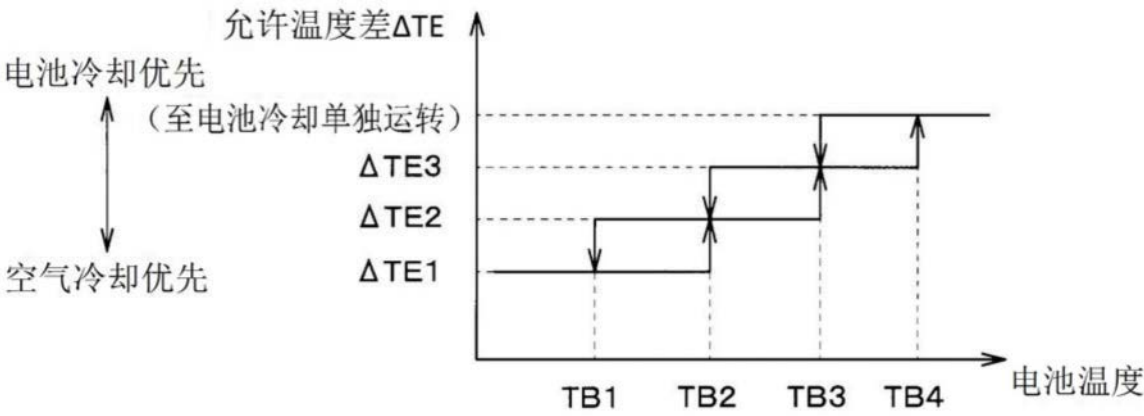 允许温度差ΔTE
电池冷却优先
（至电池冷却单独运转）
ΔTE3
ΔTE2
ΔTE1
空气冷却优先
TB1 TB2 TB3 TB4
电池温度